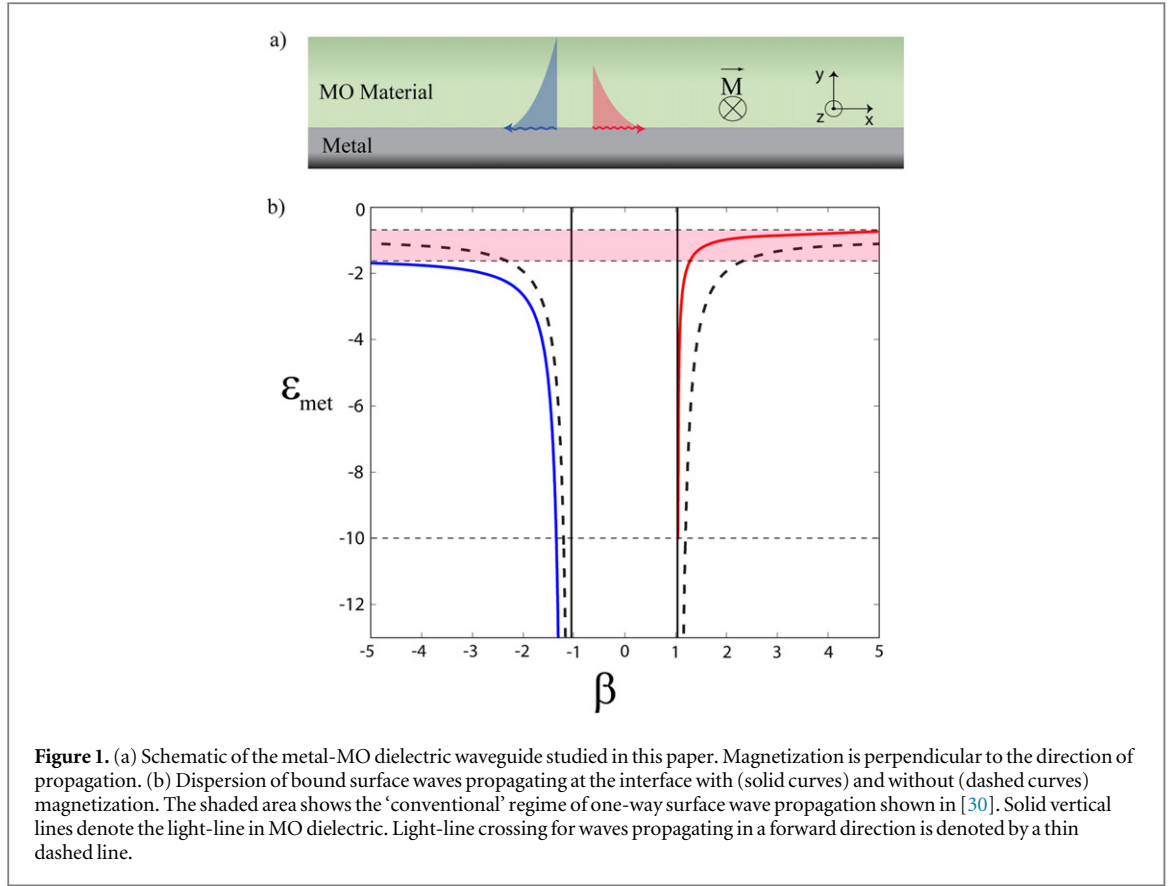 a)
MO Material
M
y
z
x
Metal
b)
0
-2
-4
-6
-8
-10
-12
εmet
-5 -4 -3 -2 -1 0 1 2 3 4 5
β
Figure 1. (a) Schematic of the metal-MO dielectric waveguide studied in this paper. Magnetization is perpendicular to the direction of
propagation. (b) Dispersion of bound surface waves propagating at the interface with (solid curves) and without (dashed curves)
magnetization. The shaded area shows the ‘conventional’ regime of one-way surface wave propagation shown in [30]. Solid vertical
lines denote the light-line in MO dielectric. Light-line crossing for waves propagating in a forward direction is denoted by a thin
dashed line.